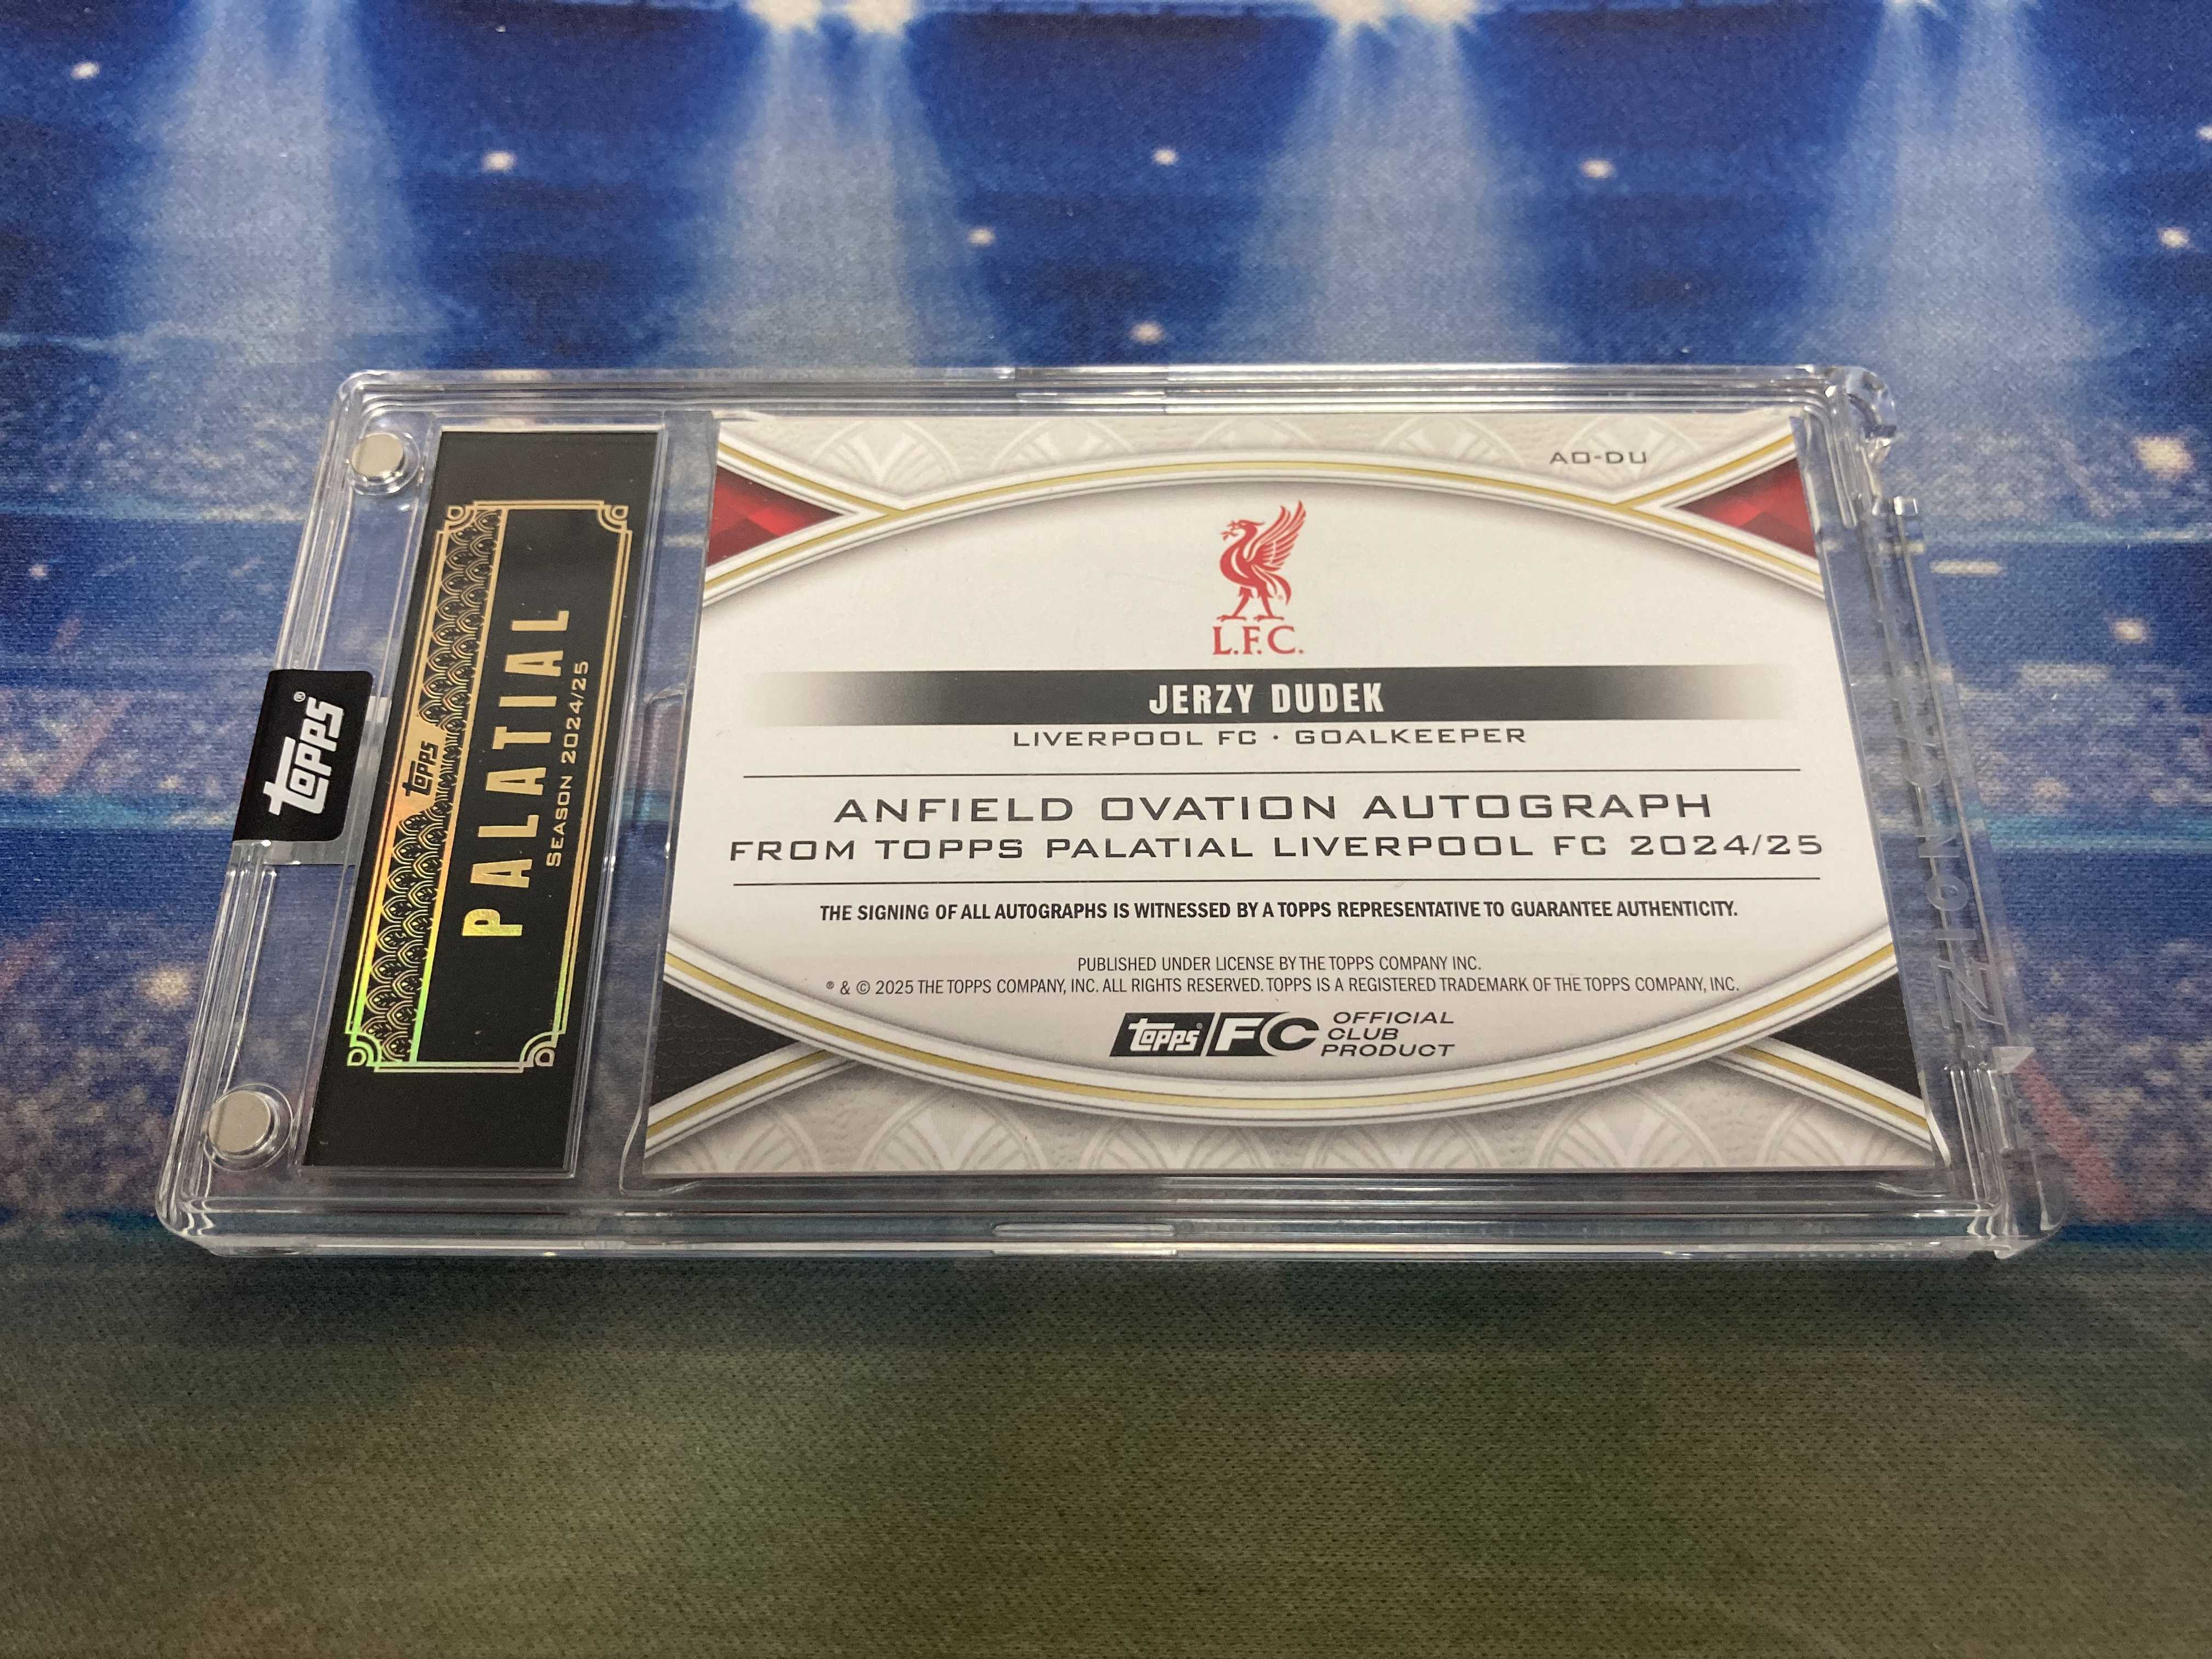 Topps®
Topps
PALATIAL
SEASON 2024/25
AO-DU
L.F.C.
JERZY DUDEK
LIVERPOOL FC · GOALKEEPER
ANFIELD OVATION AUTOGRAPH
FROM TOPPS PALATIAL LIVERPOOL FC 2024/25
THE SIGNING OF ALL AUTOGRAPHS IS WITNESSED BY A TOPPS REPRESENTATIVE TO GUARANTEE AUTHENTICITY.
PUBLISHED UNDER LICENSE BY THE TOPPS COMPANY INC.
® & © 2025 THE TOPPS COMPANY, INC. ALL RIGHTS RESERVED. TOPPS IS A REGISTERED TRADEMARK OF THE TOPPS COMPANY, INC.
Topps® FC
OFFICIAL
CLUB
PRODUCT